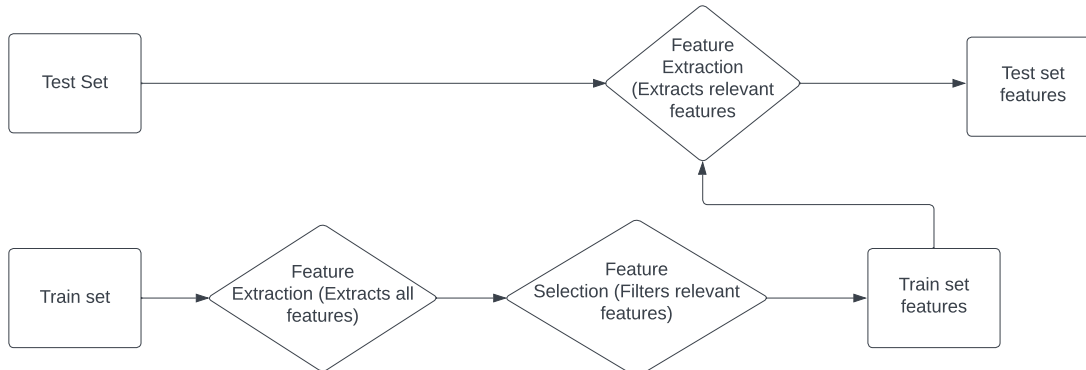 Test Set
Feature
Extraction
(Extracts relevant
features
Test set
features
Train set
Feature
Extraction (Extracts all
features)
Feature
Selection (Filters relevant
features)
Train set
features